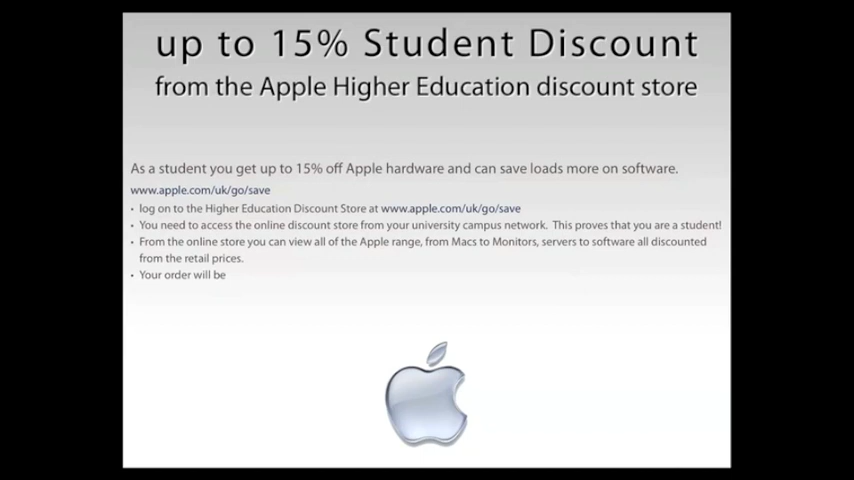 up to 15% Student Discount
from the Apple Higher Education discount store
As a student you get up to 15% off Apple hardware and can save loads more on software.
www.apple.com/uk/go/save
• log on to the Higher Education Discount Store at www.apple.com/uk/go/save
• You need to access the online discount store from your university campus network. This proves that you are a student!
• From the online store you can view all of the Apple range, from Macs to Monitors, servers to software all discounted
from the retail prices.
• Your order will be